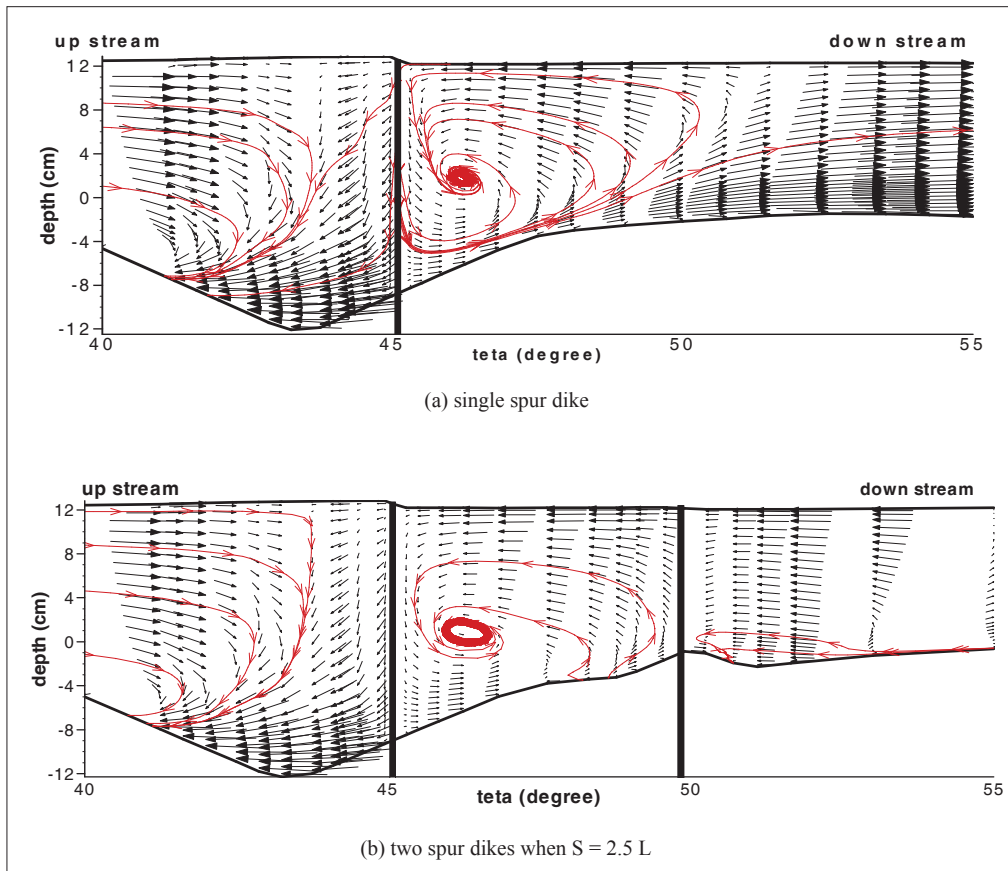 up stream
down stream
12
8
4
0
-4
-8
-12
depth (cm)
40
45
50
55
teta (degree)
(a) single spur dike
up stream
down stream
12
8
4
0
-4
-8
-12
depth (cm)
40
45
50
55
teta (degree)
(b) two spur dikes when S = 2.5 L